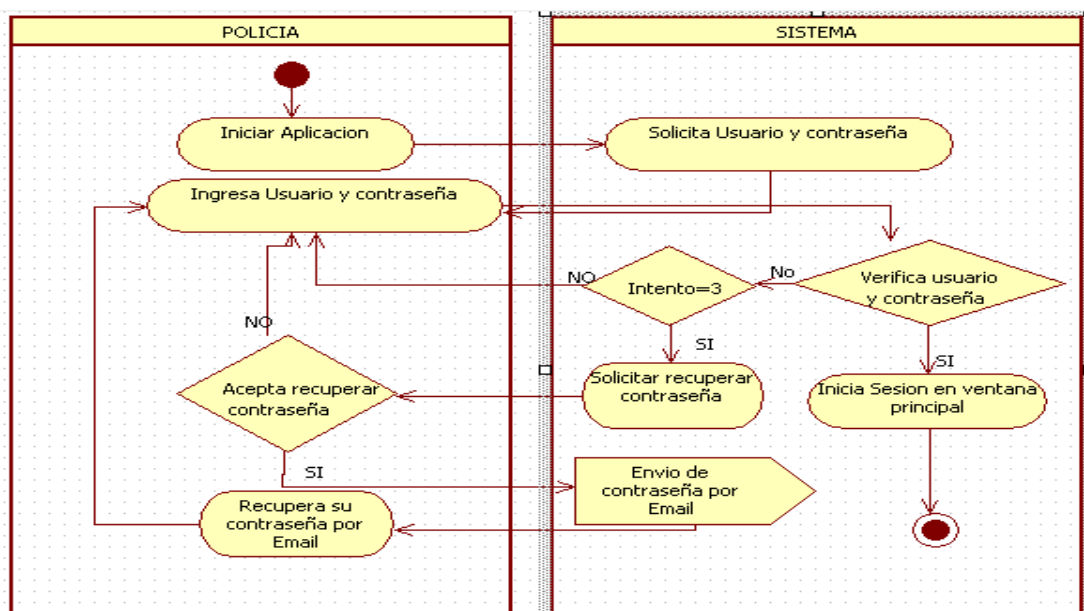 POLICIA
SISTEMA
Iniciar Aplicacion
Solicita Usuario y contraseña
Ingresa Usuario y contraseña
Verifica usuario
y contraseña
No
Intento=3
NO
SI
SI
Solicitar recuperar
contraseña
Inicia Sesion en ventana
principal
NO
Acepta recuperar
contraseña
SI
Envio de
contraseña por
Email
Recupera su
contraseña por
Email